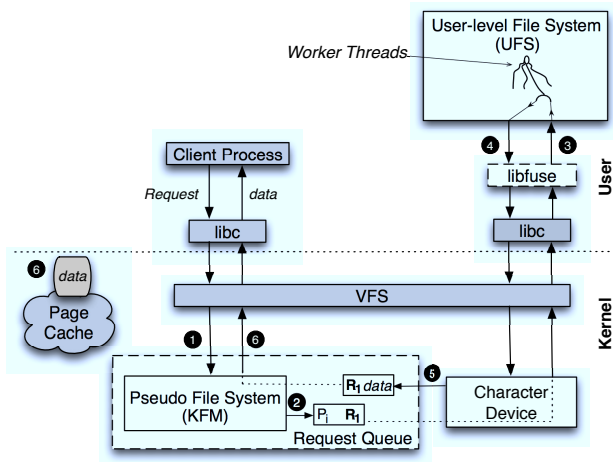 User-level File System
(UFS)
Worker Threads
4
3
Client Process
libfuse
User
Request
data
libc
libc
6
data
Page
Cache
VFS
Kernel
1
6
R1 data
5
Pseudo File System
(KFM)
2
Pi R1
Request Queue
Character
Device